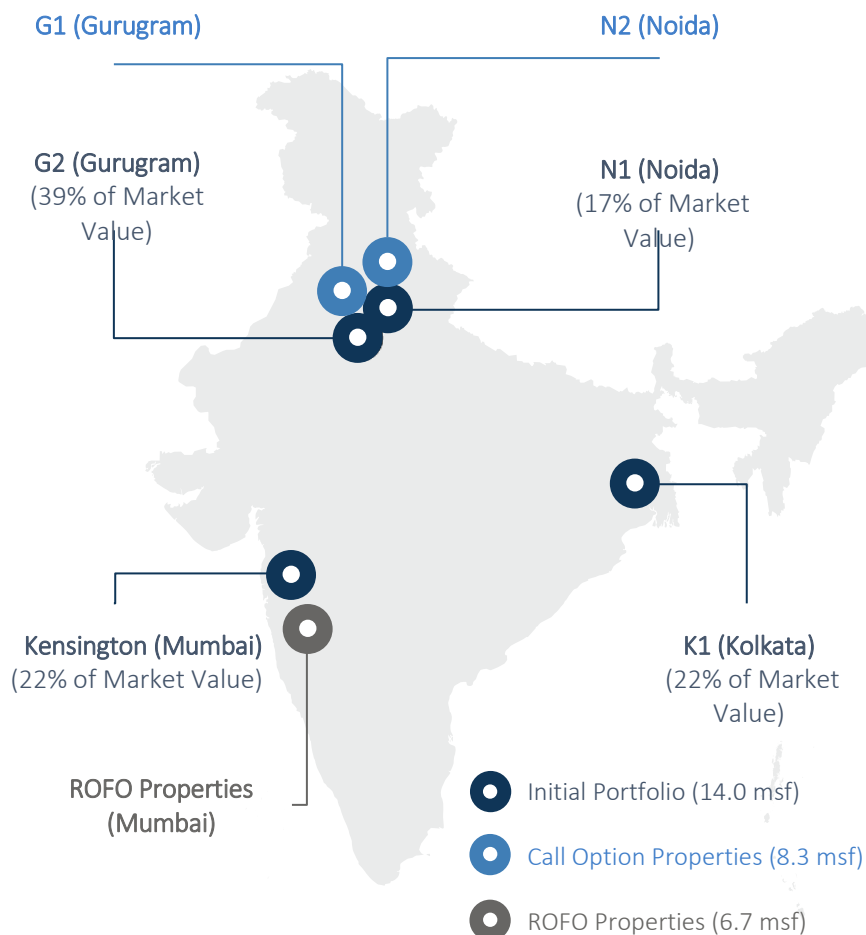 G1 (Gurugram)
N2 (Noida)
G2 (Gurugram)
(39% of Market
Value)
N1 (Noida)
(17% of Market
Value)
Kensington (Mumbai)
(22% of Market Value)
K1 (Kolkata)
(22% of Market
Value)
ROFO Properties
(Mumbai)
Initial Portfolio (14.0 msf)
Call Option Properties (8.3 msf)
ROFO Properties (6.7 msf)